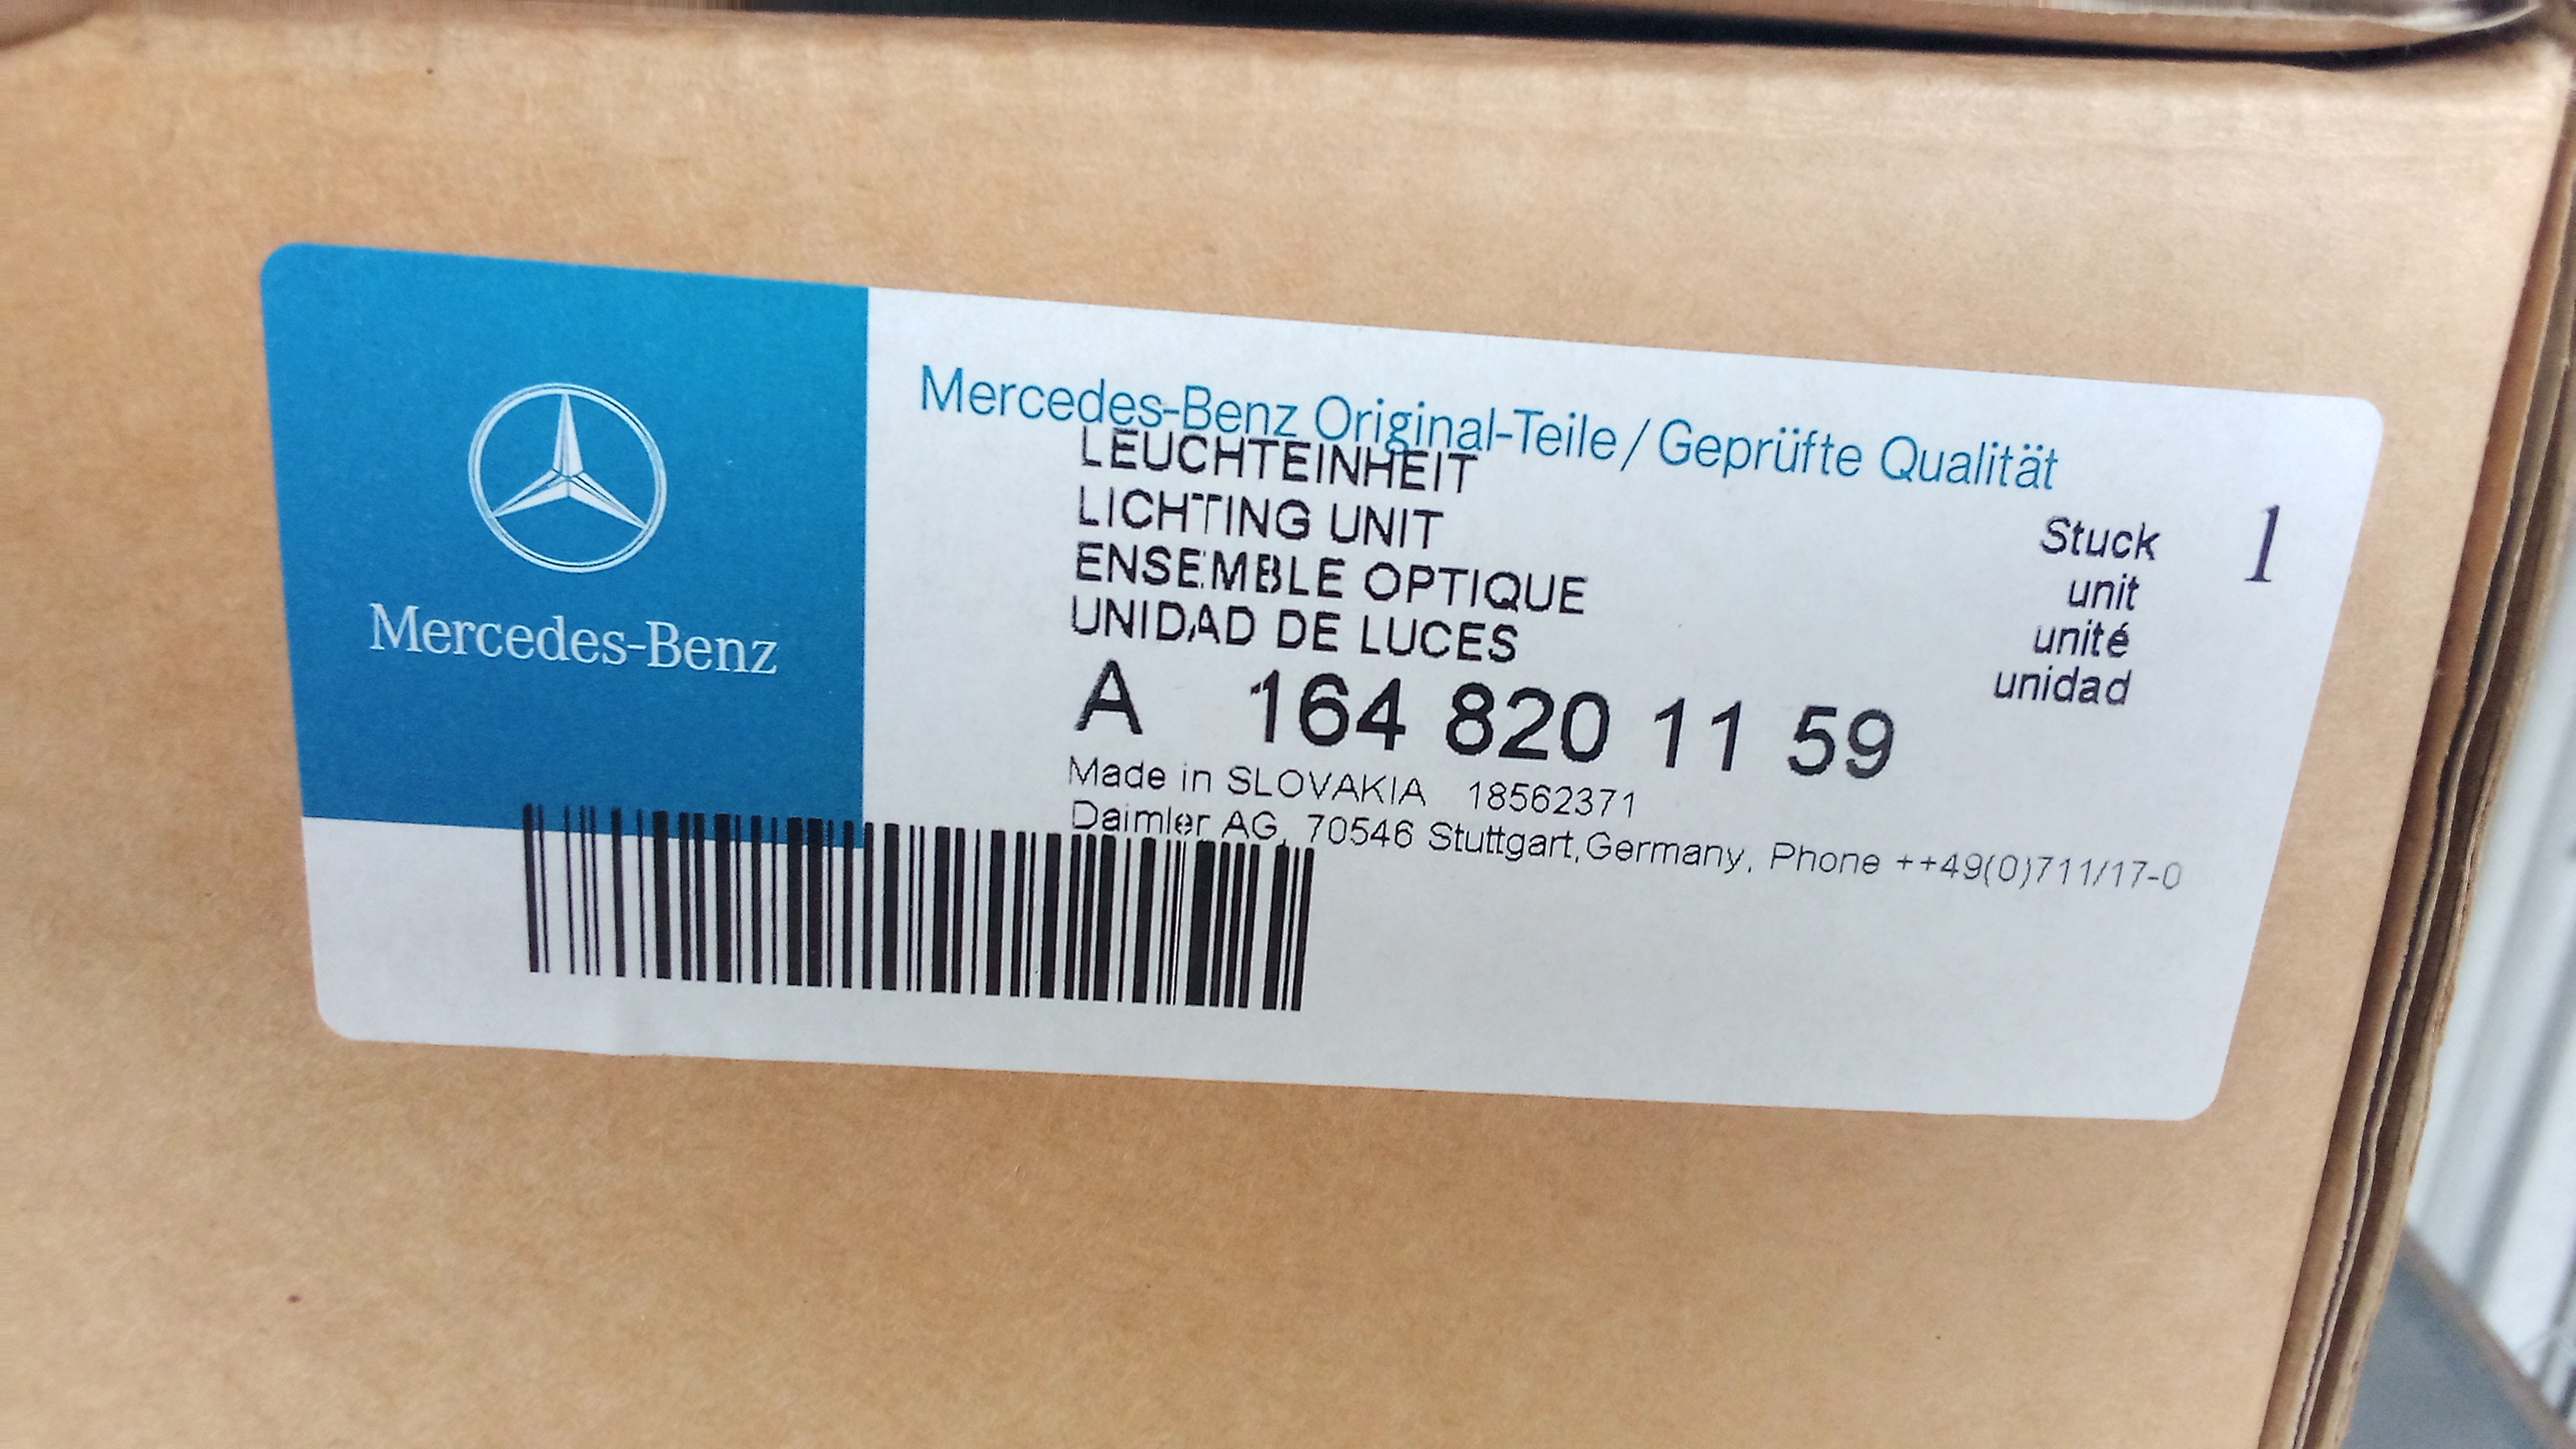 Mercedes-Benz
Mercedes-Benz Original-Teile / Geprüfte Qualität
LEUCHTEINHEIT
LICHTING UNIT
ENSEMBLE OPTIQUE
UNIDAD DE LUCES
Stuck 1
unit
unité
unidad
A 164 820 11 59
Made in SLOVAKIA 18562371
Daimler AG, 70546 Stuttgart,Germany, Phone ++49(0)711/17-0